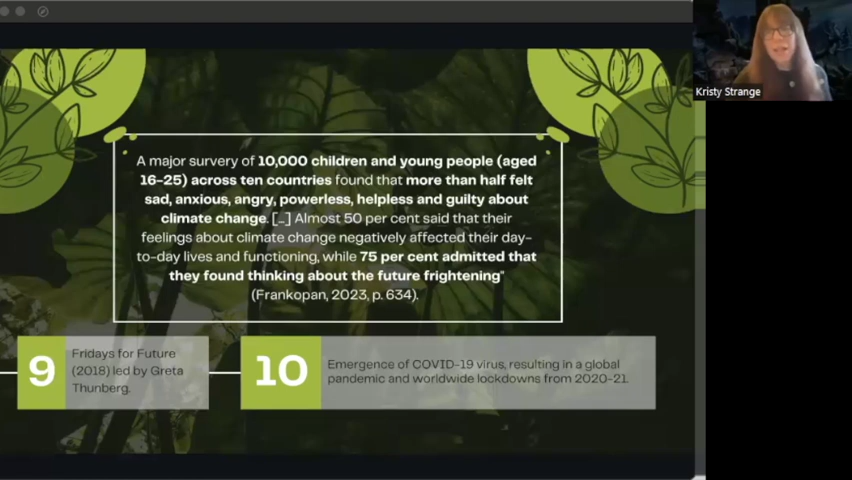 Kristy Strange
A major survery of 10,000 children and young people (aged
16-25) across ten countries found that more than half felt
sad, anxious, angry, powerless, helpless and guilty about
climate change. [...] Almost 50 per cent said that their
feelings about climate change negatively affected their day-
to-day lives and functioning, while 75 per cent admitted that
they found thinking about the future frightening"
(Frankopan, 2023, p. 634).
9
Fridays for Future
(2018) led by Greta
Thunberg.
10
Emergence of COVID-19 virus, resulting in a global
pandemic and worldwide lockdowns from 2020-21.